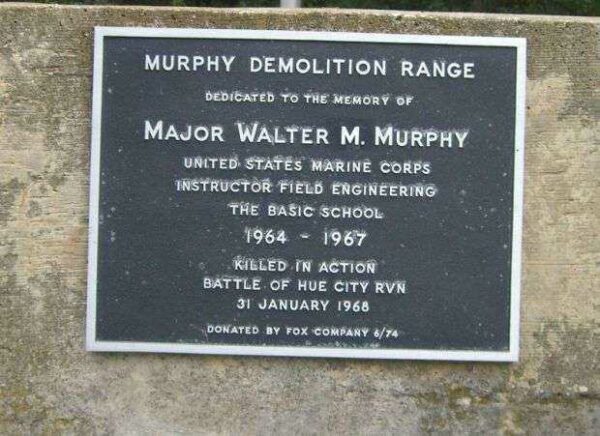 MURPHY DEMOLITION RANGE
DEDICATED TO THE MEMORY OF
MAJOR WALTER M. MURPHY
UNITED STATES MARINE CORPS
INSTRUCTOR FIELD ENGINEERING
THE BASIC SCHOOL
1964 - 1967
KILLED IN ACTION
BATTLE OF HUE CITY RVN
31 JANUARY 1968
DONATED BY FOX COMPANY 6/74